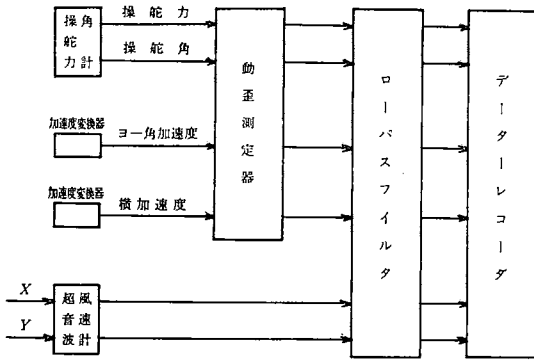 操舵力
操舵角
操舵力
角計
動歪測定器
ローパスフィルタ
データーレコーダ
加速度変換器
ヨー角加速度
加速度変換器
横加速度
X
Y
超音波
風速計